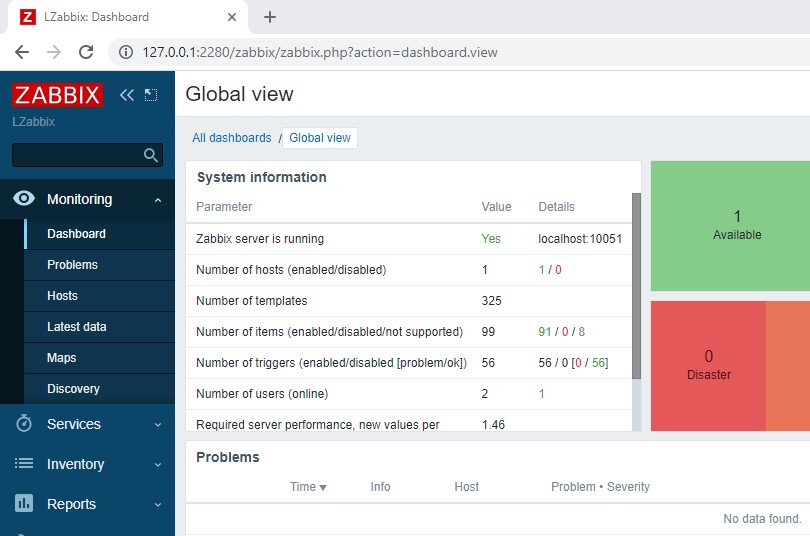 LZabbix: Dashboard
127.0.0.1:2280/zabbix/zabbix.php?action=dashboard.view
ZABBIX
LZabbix
Monitoring
Dashboard
Problems
Hosts
Latest data
Maps
Discovery
Services
Inventory
Reports
Global view
All dashboards / Global view
System information
Parameter Value Details
Zabbix server is running Yes localhost:10051
Number of hosts (enabled/disabled) 1 1 / 0
Number of templates 325
Number of items (enabled/disabled/not supported) 99 91 / 0 / 8
Number of triggers (enabled/disabled [problem/ok]) 56 56 / 0 [0 / 56]
Number of users (online) 2 1
Required server performance, new values per 1.46
1
Available
0
Disaster
Problems
Time Info Host Problem • Severity
No data found.